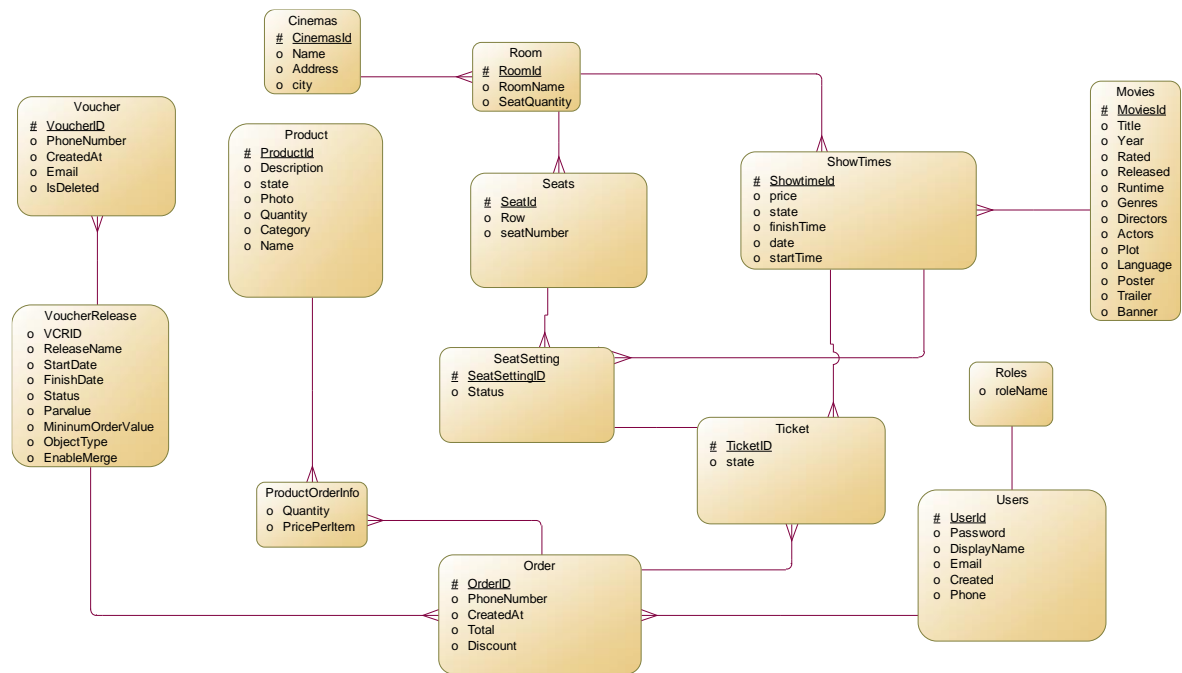 Cinemas
# CinemasId
o Name
o Address
o city
Room
# RoomId
o RoomName
o SeatQuantity
Movies
# MoviesId
o Title
o Year
o Rated
o Released
o Runtime
o Genres
o Directors
o Actors
o Plot
o Language
o Poster
o Trailer
o Banner
Voucher
# VoucherID
o PhoneNumber
o CreatedAt
o Email
o IsDeleted
Product
# ProductId
o Description
o state
o Photo
o Quantity
o Category
o Name
Seats
# SeatId
o Row
o seatNumber
ShowTimes
# ShowtimeId
o price
o state
o finishTime
o date
o startTime
VoucherRelease
o VCRID
o ReleaseName
o StartDate
o FinishDate
o Status
o Parvalue
o MininumOrderValue
o ObjectType
o EnableMerge
SeatSetting
# SeatSettingID
o Status
Roles
o roleName
Ticket
# TicketID
o state
ProductOrderInfo
o Quantity
o PricePerItem
Users
# UserId
o Password
o DisplayName
o Email
o Created
o Phone
Order
# OrderID
o PhoneNumber
o CreatedAt
o Total
o Discount